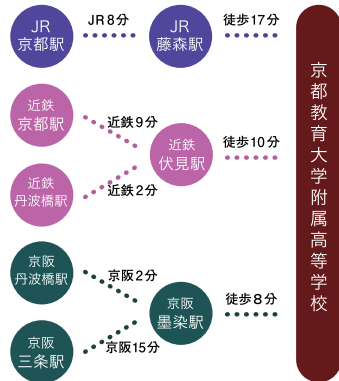 JR
京都駅
JR8分
JR
藤森駅
徒歩17分
近鉄
京都駅
近鉄9分
近鉄
丹波橋駅
近鉄2分
近鉄
伏見駅
徒歩10分
京阪
丹波橋駅
京阪2分
京阪
三条駅
京阪15分
京阪
墨染駅
徒歩8分
京都教育大学附属高等学校